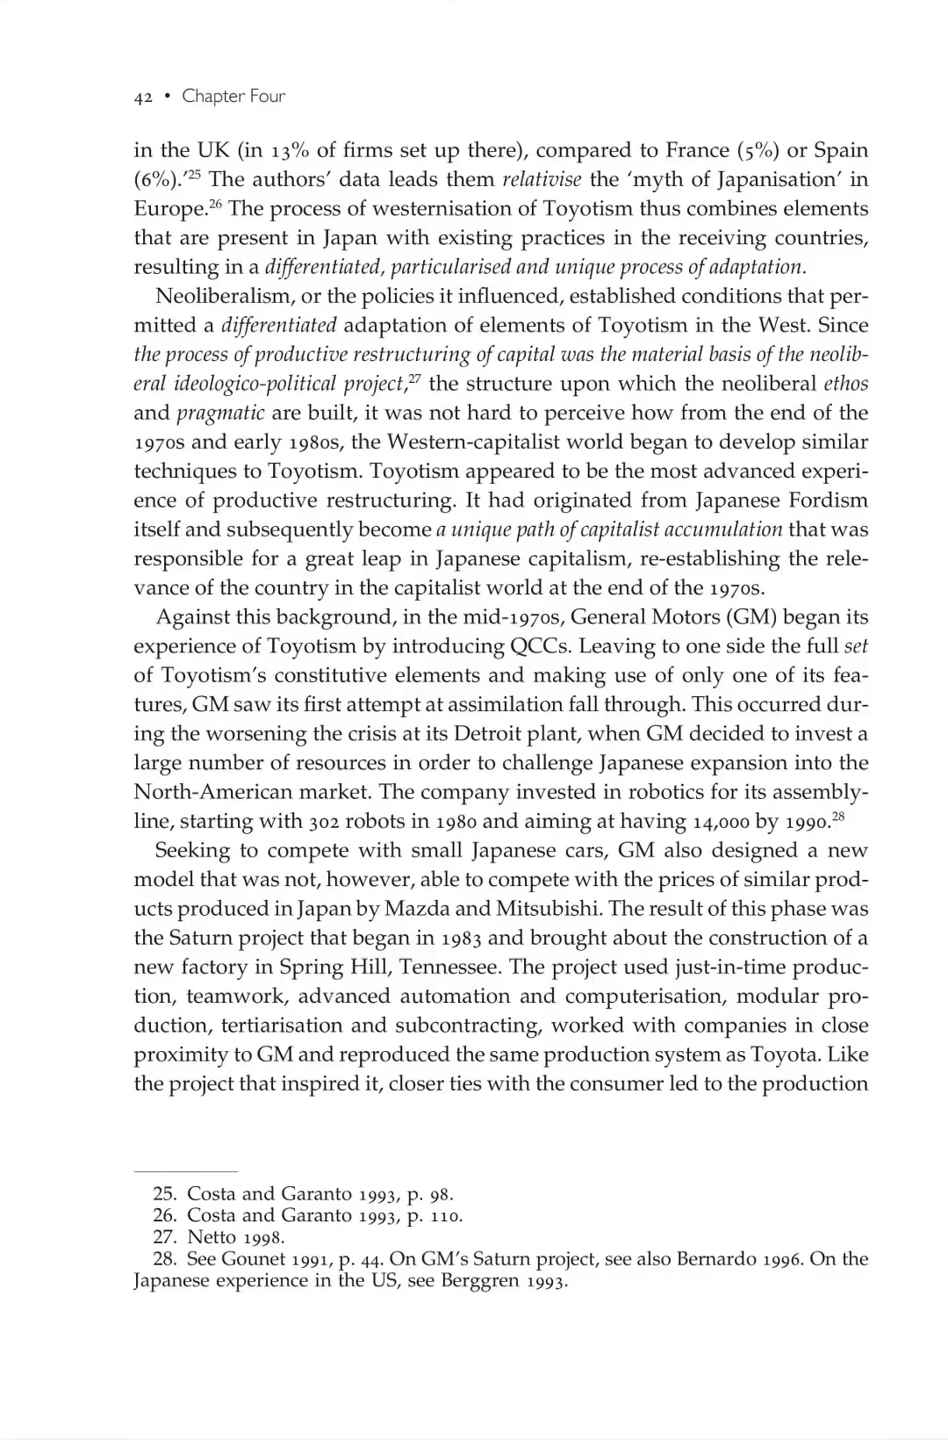 42 • Chapter Four
in the UK (in 13% of firms set up there), compared to France (5%) or Spain
(6%).’25 The authors’ data leads them relativise the ‘myth of Japanisation’ in
Europe.26 The process of westernisation of Toyotism thus combines elements
that are present in Japan with existing practices in the receiving countries,
resulting in a differentiated, particularised and unique process of adaptation.
Neoliberalism, or the policies it influenced, established conditions that per-
mitted a differentiated adaptation of elements of Toyotism in the West. Since
the process of productive restructuring of capital was the material basis of the neolib-
eral ideologico-political project,27 the structure upon which the neoliberal ethos
and pragmatic are built, it was not hard to perceive how from the end of the
1970s and early 1980s, the Western-capitalist world began to develop similar
techniques to Toyotism. Toyotism appeared to be the most advanced experi-
ence of productive restructuring. It had originated from Japanese Fordism
itself and subsequently become a unique path of capitalist accumulation that was
responsible for a great leap in Japanese capitalism, re-establishing the rele-
vance of the country in the capitalist world at the end of the 1970s.
Against this background, in the mid-1970s, General Motors (GM) began its
experience of Toyotism by introducing QCCs. Leaving to one side the full set
of Toyotism’s constitutive elements and making use of only one of its fea-
tures, GM saw its first attempt at assimilation fall through. This occurred dur-
ing the worsening the crisis at its Detroit plant, when GM decided to invest a
large number of resources in order to challenge Japanese expansion into the
North-American market. The company invested in robotics for its assembly-
line, starting with 302 robots in 1980 and aiming at having 14,000 by 1990.28
Seeking to compete with small Japanese cars, GM also designed a new
model that was not, however, able to compete with the prices of similar prod-
ucts produced in Japan by Mazda and Mitsubishi. The result of this phase was
the Saturn project that began in 1983 and brought about the construction of a
new factory in Spring Hill, Tennessee. The project used just-in-time produc-
tion, teamwork, advanced automation and computerisation, modular pro-
duction, tertiarisation and subcontracting, worked with companies in close
proximity to GM and reproduced the same production system as Toyota. Like
the project that inspired it, closer ties with the consumer led to the production
25. Costa and Garanto 1993, p. 98.
26. Costa and Garanto 1993, p. 110.
27. Netto 1998.
28. See Gounet 1991, p. 44. On GM’s Saturn project, see also Bernardo 1996. On the
Japanese experience in the US, see Berggren 1993.